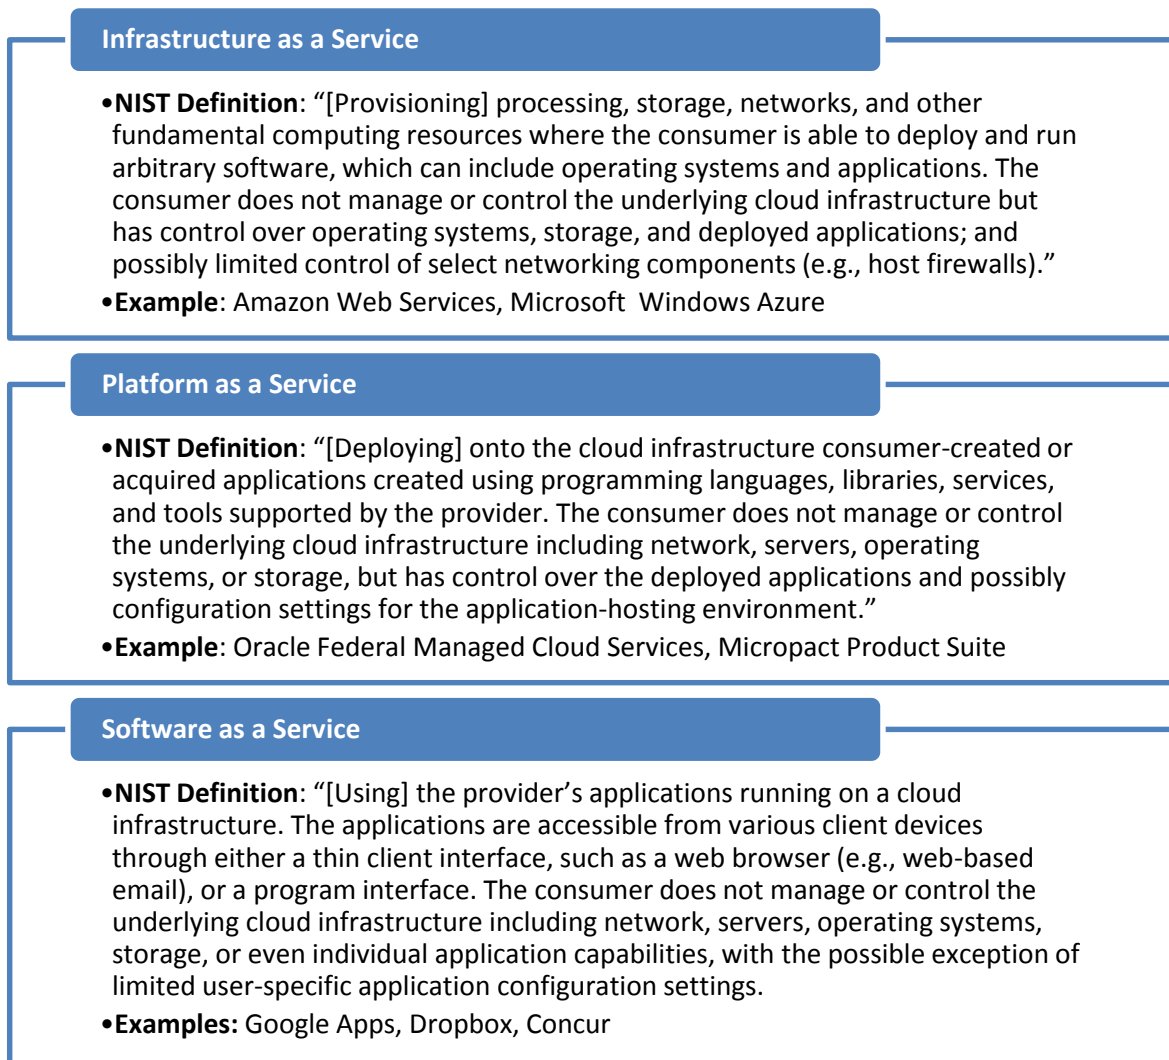 Infrastructure as a Service
•NIST Definition: “[Provisioning] processing, storage, networks, and other
fundamental computing resources where the consumer is able to deploy and run
arbitrary software, which can include operating systems and applications. The
consumer does not manage or control the underlying cloud infrastructure but
has control over operating systems, storage, and deployed applications; and
possibly limited control of select networking components (e.g., host firewalls).”
•Example: Amazon Web Services, Microsoft  Windows Azure
Platform as a Service
•NIST Definition: “[Deploying] onto the cloud infrastructure consumer-created or
acquired applications created using programming languages, libraries, services,
and tools supported by the provider. The consumer does not manage or control
the underlying cloud infrastructure including network, servers, operating
systems, or storage, but has control over the deployed applications and possibly
configuration settings for the application-hosting environment.”
•Example: Oracle Federal Managed Cloud Services, Micropact Product Suite
Software as a Service
•NIST Definition: “[Using] the provider’s applications running on a cloud
infrastructure. The applications are accessible from various client devices
through either a thin client interface, such as a web browser (e.g., web-based
email), or a program interface. The consumer does not manage or control the
underlying cloud infrastructure including network, servers, operating systems,
storage, or even individual application capabilities, with the possible exception of
limited user-specific application configuration settings.
•Examples: Google Apps, Dropbox, Concur